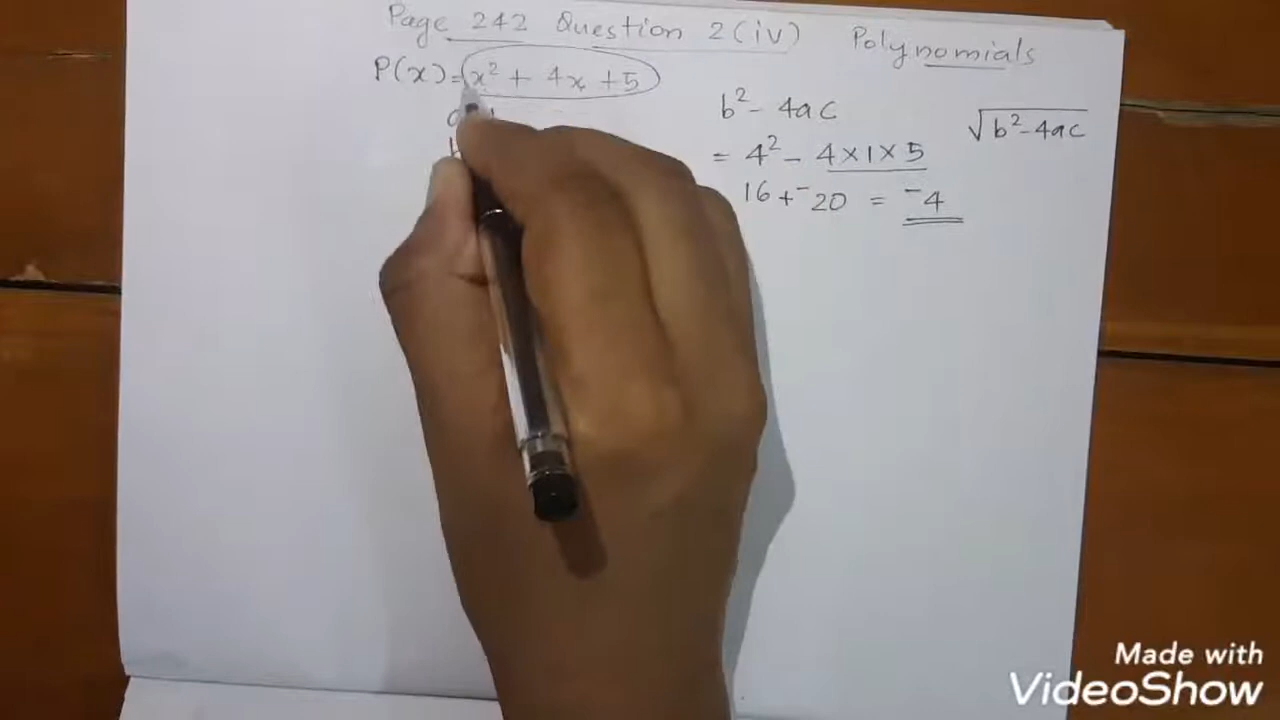 Page 242 Question 2(iv) Polynomials
P(x)=x² + 4x +5
b² - 4ac
= 4² - 4×1×5
16 + ⁻20 = ⁻4
√b²-4ac
Made with
VideoShow